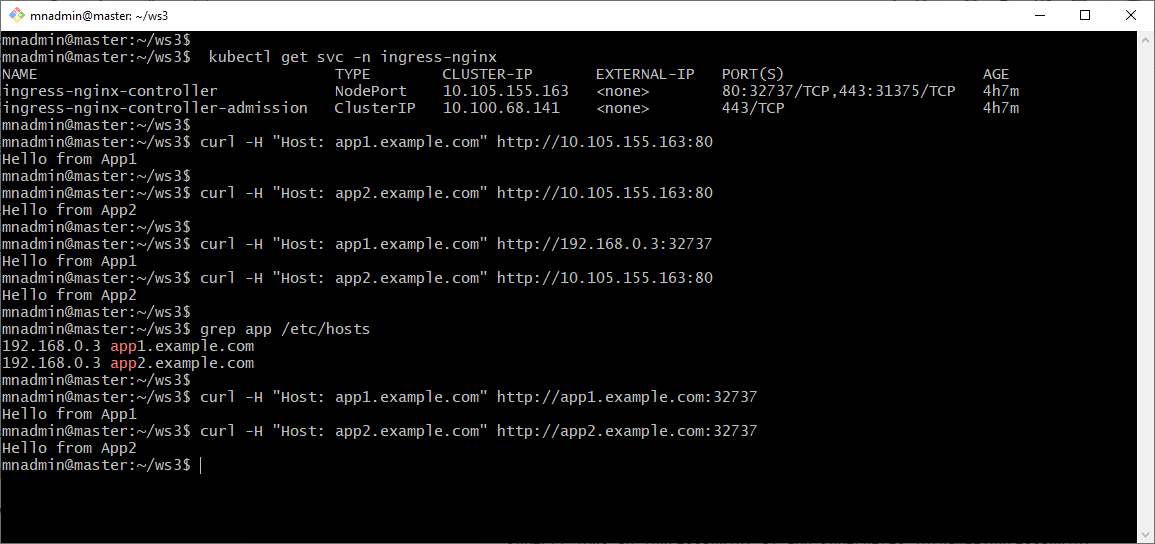 mnadmin@master: ~/ws3
mnadmin@master:~/ws3$
mnadmin@master:~/ws3$  kubectl get svc -n ingress-nginx
NAME                                 TYPE        CLUSTER-IP       EXTERNAL-IP   PORT(S)                      AGE
ingress-nginx-controller             NodePort    10.105.155.163   <none>        80:32737/TCP,443:31375/TCP   4h7m
ingress-nginx-controller-admission   ClusterIP   10.100.68.141    <none>        443/TCP                      4h7m
mnadmin@master:~/ws3$
mnadmin@master:~/ws3$ curl -H "Host: app1.example.com" http://10.105.155.163:80
Hello from App1
mnadmin@master:~/ws3$
mnadmin@master:~/ws3$ curl -H "Host: app2.example.com" http://10.105.155.163:80
Hello from App2
mnadmin@master:~/ws3$
mnadmin@master:~/ws3$ curl -H "Host: app1.example.com" http://192.168.0.3:32737
Hello from App1
mnadmin@master:~/ws3$ curl -H "Host: app2.example.com" http://10.105.155.163:80
Hello from App2
mnadmin@master:~/ws3$
mnadmin@master:~/ws3$ grep app /etc/hosts
192.168.0.3 app1.example.com
192.168.0.3 app2.example.com
mnadmin@master:~/ws3$
mnadmin@master:~/ws3$ curl -H "Host: app1.example.com" http://app1.example.com:32737
Hello from App1
mnadmin@master:~/ws3$ curl -H "Host: app2.example.com" http://app2.example.com:32737
Hello from App2
mnadmin@master:~/ws3$